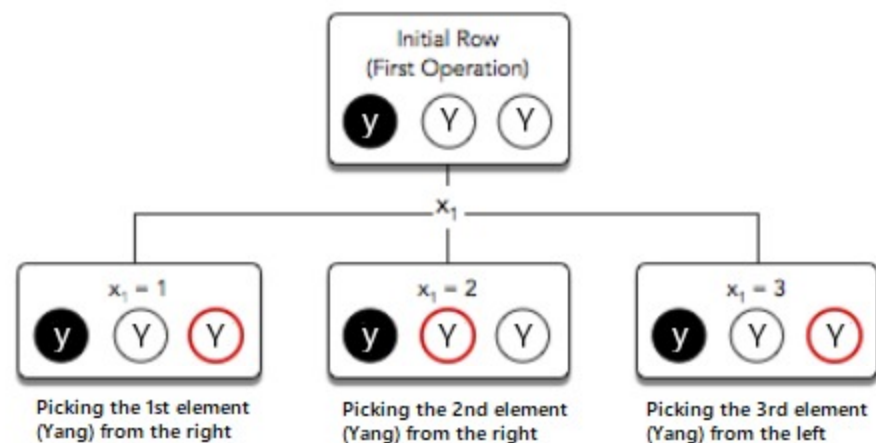 Initial Row
(First Operation)
y Y Y
x₁
x₁ = 1
y Y Y
x₁ = 2
y Y Y
x₁ = 3
y Y Y
Picking the 1st element
(Yang) from the right
Picking the 2nd element
(Yang) from the right
Picking the 3rd element
(Yang) from the left